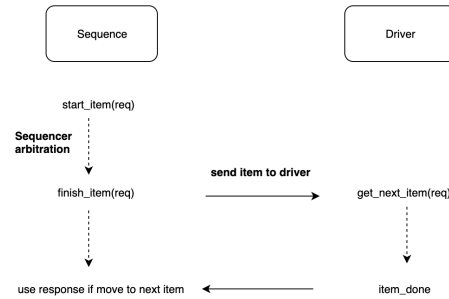 Sequence
Driver
start_item(req)
Sequencer
arbitration
send item to driver
finish_item(req)
get_next_item(req)
use response if move to next item
item_done